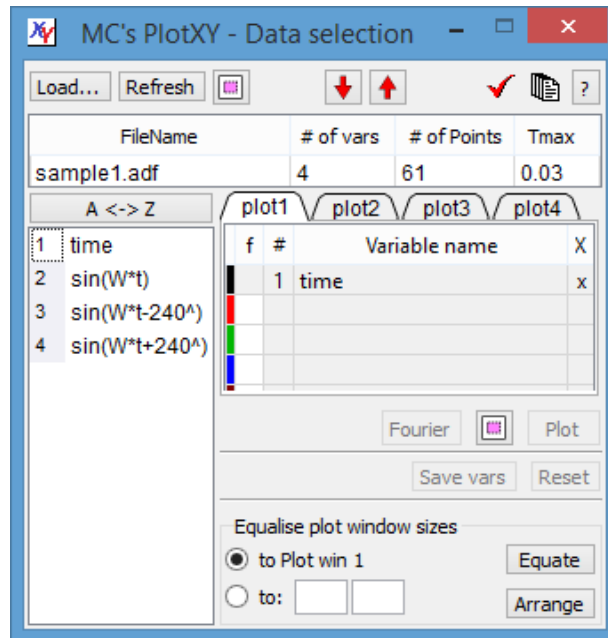 XY MC's PlotXY - Data selection
Load... Refresh ?
FileName # of vars # of Points Tmax
sample1.adf 4 61 0.03
A <-> Z plot1 plot2 plot3 plot4
f # Variable name X
1 time
2 sin(W*t)
3 sin(W*t-240^)
4 sin(W*t+240^)
1 time x
Fourier Plot
Save vars Reset
Equalise plot window sizes
to Plot win 1 Equate
to: Arrange